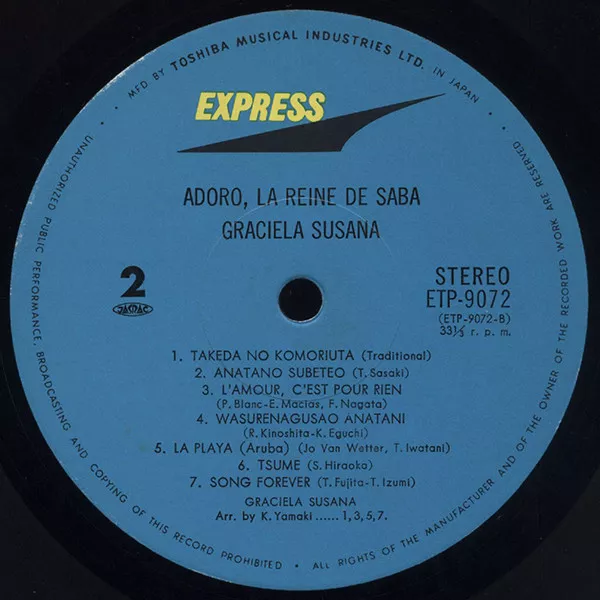 • MFD BY TOSHIBA MUSICAL INDUSTRIES LTD. IN JAPAN •
EXPRESS
ADORO, LA REINE DE SABA
GRACIELA SUSANA
2
JASRAC
STEREO
ETP-9072
(ETP-9072-B)
33⅓ r. p. m.
1. TAKEDA NO KOMORIUTA (Traditional)
2. ANATANO SUBETEO (T. Sasaki)
3. L'AMOUR, C'EST POUR RIEN
(P. Blanc-E. Macias, F. Nagata)
4. WASURENAGUSAO ANATANI
(R. Kinoshita-K. Eguchi)
5. LA PLAYA (Aruba) (Jo Van Wetter, T. Iwatani)
6. TSUME (S. Hiraoka)
7. SONG FOREVER (T. Fujita-T. Izumi)
GRACIELA SUSANA
Arr. by K. Yamaki ...... 1, 3, 5, 7.
UNAUTHORIZED PUBLIC PERFORMANCE, BROADCASTING AND COPYING OF THIS RECORD PROHIBITED • ALL RIGHTS OF THE MANUFACTURER AND OF THE OWNER OF THE RECORDED WORK ARE RESERVED